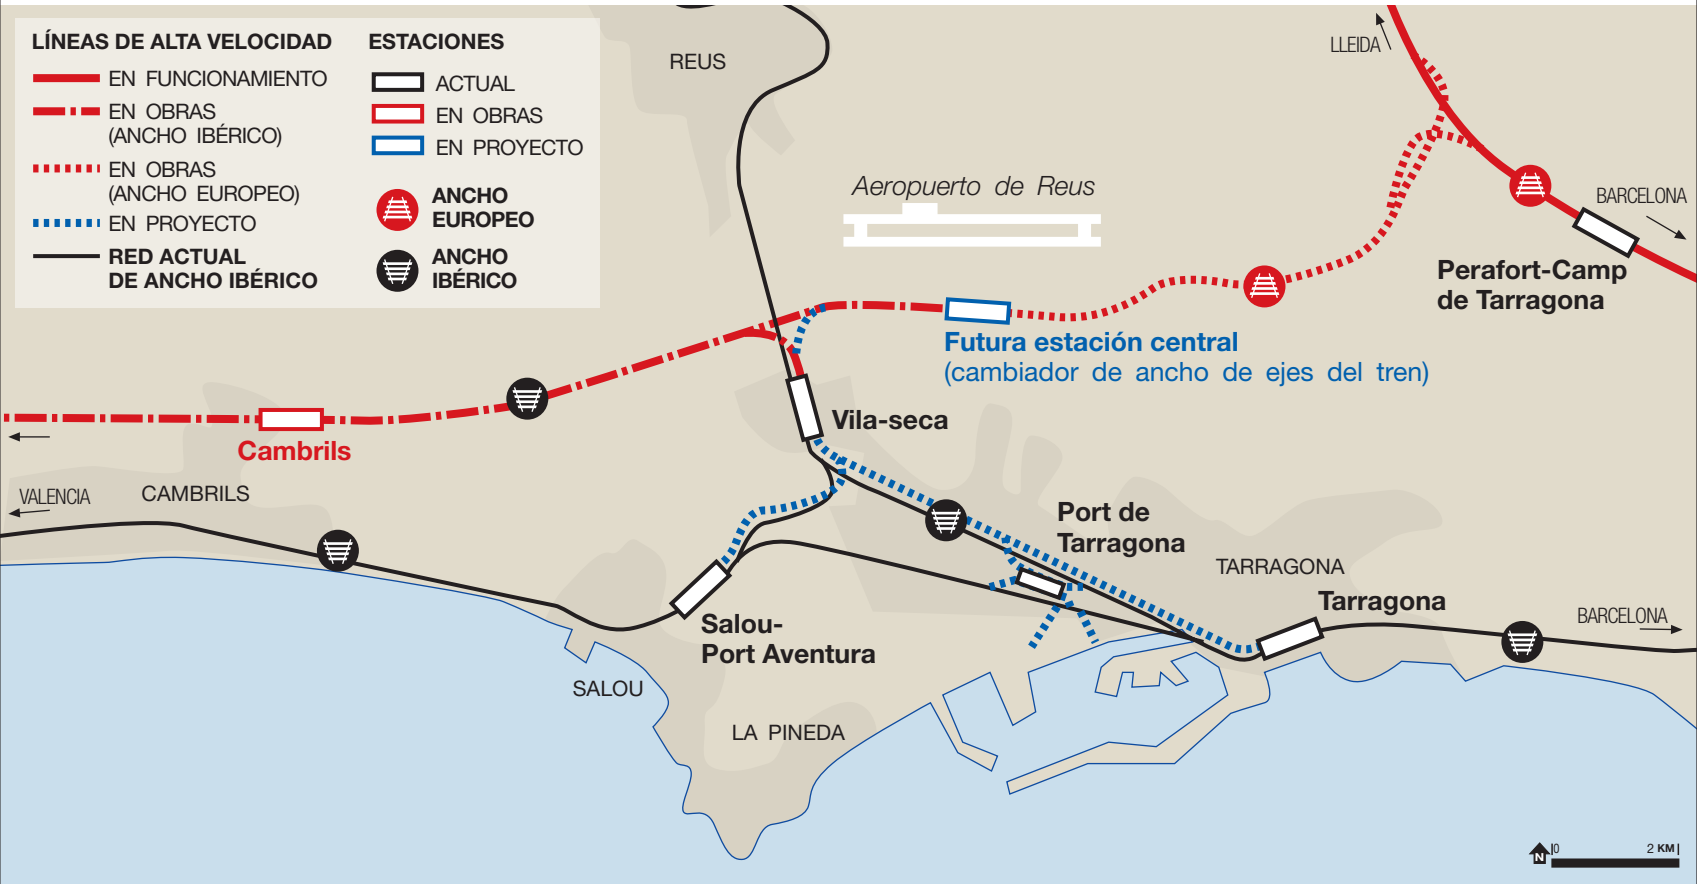 LÍNEAS DE ALTA VELOCIDAD
EN FUNCIONAMIENTO
EN OBRAS
(ANCHO IBÉRICO)
EN OBRAS
(ANCHO EUROPEO)
EN PROYECTO
RED ACTUAL
DE ANCHO IBÉRICO
ESTACIONES
ACTUAL
EN OBRAS
EN PROYECTO
ANCHO
EUROPEO
ANCHO
IBÉRICO
REUS
LLEIDA
Aeropuerto de Reus
BARCELONA
Perafort-Camp
de Tarragona
Futura estación central
(cambiador de ancho de ejes del tren)
Vila-seca
Cambrils
VALENCIA
CAMBRILS
Port de
Tarragona
TARRAGONA
Tarragona
BARCELONA
Salou-
Port Aventura
SALOU
LA PINEDA
N
0
2 KM